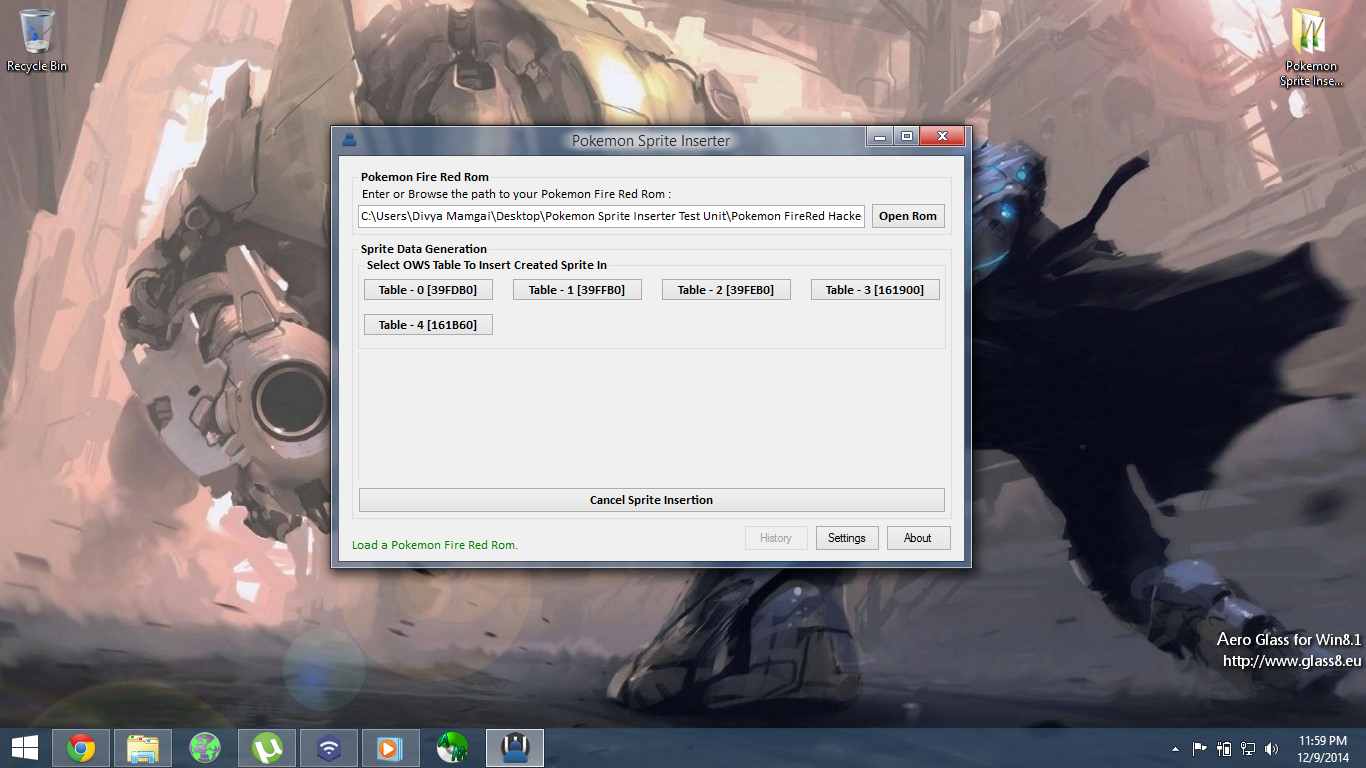 Recycle Bin
Pokemon
Sprite Inse...
Pokemon Sprite Inserter
Pokemon Fire Red Rom
Enter or Browse the path to your Pokemon Fire Red Rom :
C:\Users\Divya Mamgai\Desktop\Pokemon Sprite Inserter Test Unit\Pokemon FireRed Hacke
Open Rom
Sprite Data Generation
Select OWS Table To Insert Created Sprite In
Table - 0 [39FDB0]
Table - 1 [39FFB0]
Table - 2 [39FEB0]
Table - 3 [161900]
Table - 4 [161B60]
Cancel Sprite Insertion
Load a Pokemon Fire Red Rom.
History
Settings
About
Aero Glass for Win8.1
http://www.glass8.eu
11:59 PM
12/9/2014